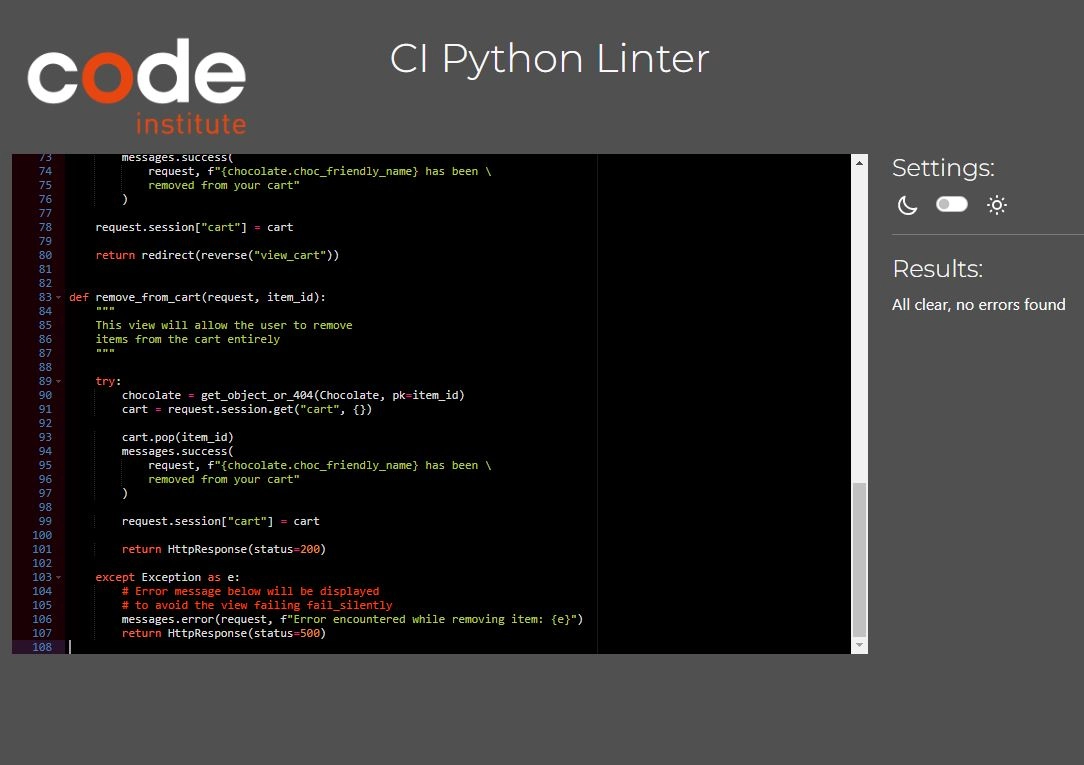 code
institute
CI Python Linter
73 messages.success(
74 request, f"{chocolate.choc_friendly_name} has been \
75 removed from your cart"
76 )
77
78 request.session["cart"] = cart
79
80 return redirect(reverse("view_cart"))
81
82
83 def remove_from_cart(request, item_id):
84 """
85 This view will allow the user to remove
86 items from the cart entirely
87 """
88
89 try:
90 chocolate = get_object_or_404(Chocolate, pk=item_id)
91 cart = request.session.get("cart", {})
92
93 cart.pop(item_id)
94 messages.success(
95 request, f"{chocolate.choc_friendly_name} has been \
96 removed from your cart"
97 )
98
99 request.session["cart"] = cart
100
101 return HttpResponse(status=200)
102
103 except Exception as e:
104 # Error message below will be displayed
105 # to avoid the view failing fail_silently
106 messages.error(request, f"Error encountered while removing item: {e}")
107 return HttpResponse(status=500)
108
Settings:
Results:
All clear, no errors found